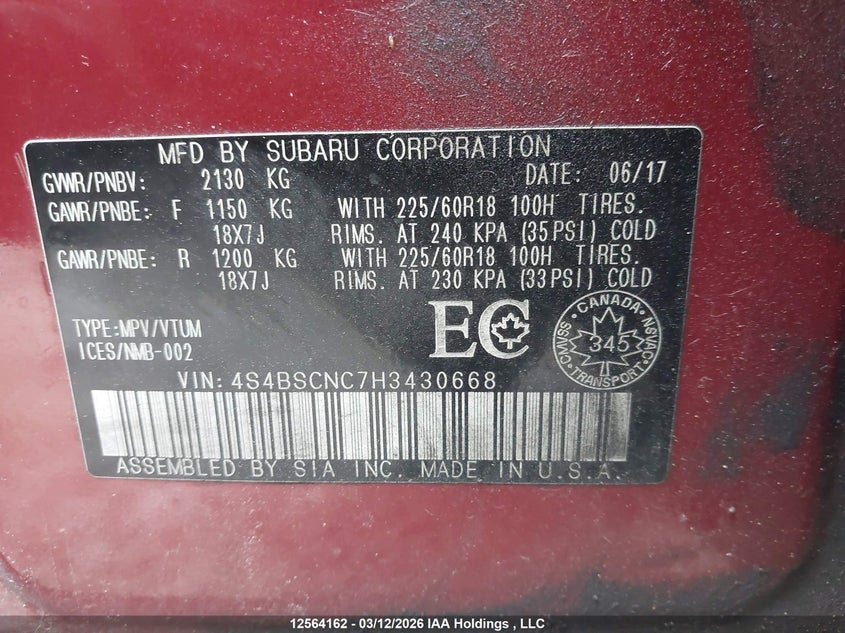 MFD BY SUBARU CORPORATION DATE: 06/17
GVWR/PNBV: 2130 KG
GAWR/PNBE: F 1150 KG WITH 225/60R18 100H TIRES.
18X7J RIMS. AT 240 KPA (35PSI) COLD
GAWR/PNBE: R 1200 KG WITH 225/60R18 100H TIRES.
18X7J RIMS. AT 230 KPA (33PSI) COLD
TYPE:MPV/VTUM
ICES/NMB-002
EC
CANADA
CMVSS/NSVAC
345
TRANSPORT
VIN: 4S4BSCNC7H3430668
ASSEMBLED BY SIA INC. MADE IN U.S.A.
12564162 - 03/12/2026 IAA Holdings , LLC